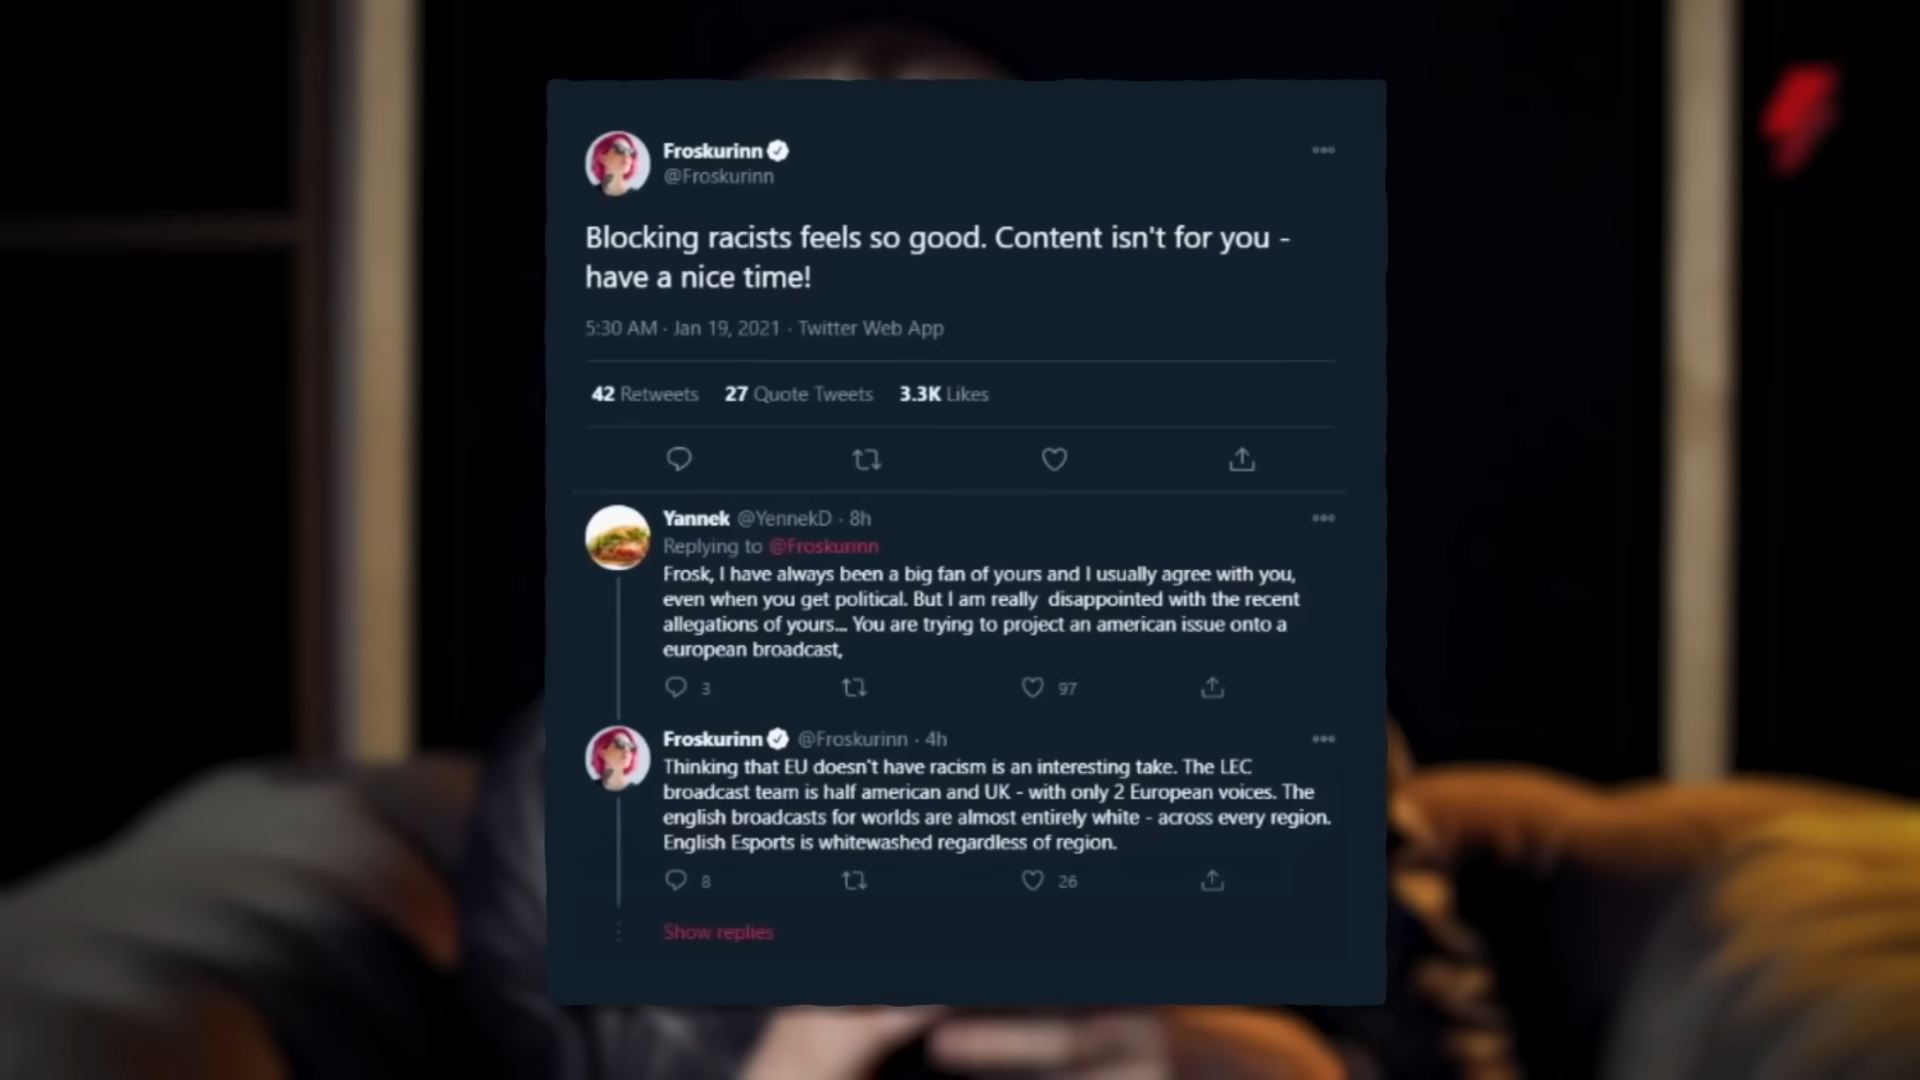 Froskurinn
@Froskurinn
Blocking racists feels so good. Content isn't for you -
have a nice time!
5:30 AM · Jan 19, 2021 · Twitter Web App
42 Retweets 27 Quote Tweets 3.3K Likes
Yannek @YennekD · 8h
Replying to @Froskurinn
Frosk, I have always been a big fan of yours and I usually agree with you,
even when you get political. But I am really disappointed with the recent
allegations of yours... You are trying to project an american issue onto a
european broadcast,
3 97
Froskurinn @Froskurinn · 4h
Thinking that EU doesn't have racism is an interesting take. The LEC
broadcast team is half american and UK - with only 2 European voices. The
english broadcasts for worlds are almost entirely white - across every region.
English Esports is whitewashed regardless of region.
8 26
Show replies